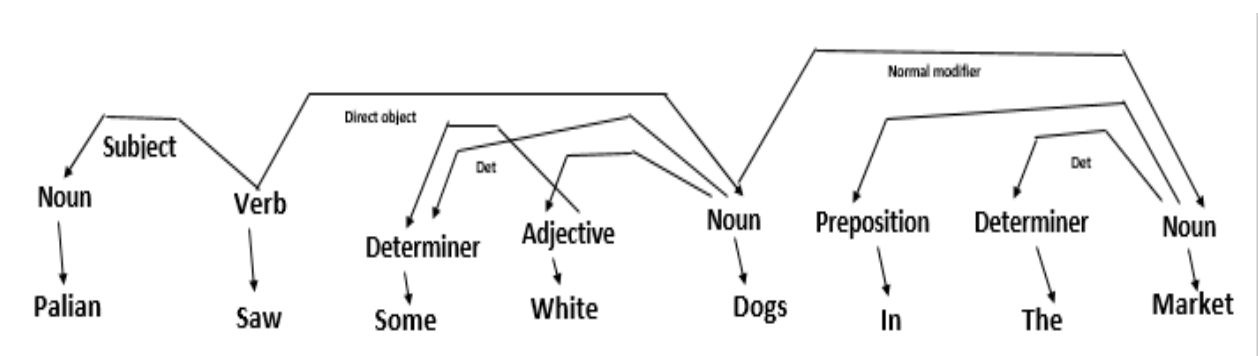 Normal modifier
Direct object
Subject Det Det
Noun Verb Determiner Adjective Noun Preposition Determiner Noun
Palian Saw Some White Dogs In The Market